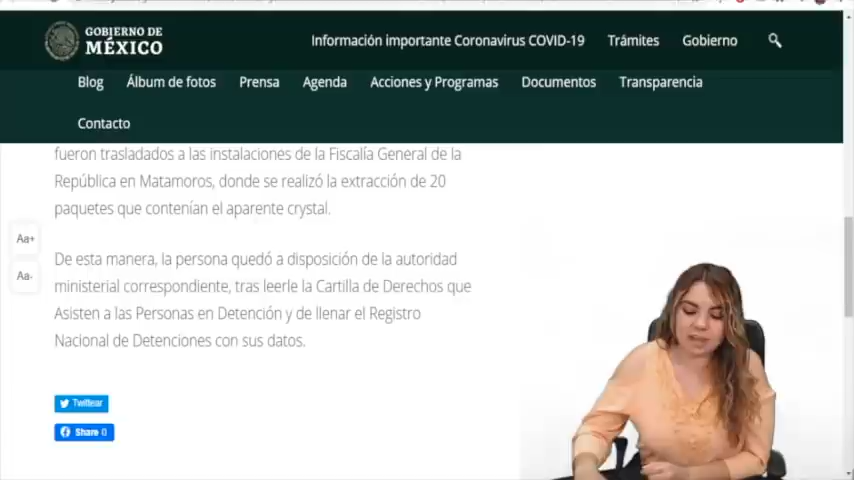 GOBIERNO DE
MÉXICO
Información importante Coronavirus COVID-19
Trámites
Gobierno
Blog
Álbum de fotos
Prensa
Agenda
Acciones y Programas
Documentos
Transparencia
Contacto
fueron trasladados a las instalaciones de la Fiscalía General de la
República en Matamoros, donde se realizó la extracción de 20
paquetes que contenían el aparente crystal.
Aa+
Aa-
De esta manera, la persona quedó a disposición de la autoridad
ministerial correspondiente, tras leerle la Cartilla de Derechos que
Asisten a las Personas en Detención y de llenar el Registro
Nacional de Detenciones con sus datos.
Twittear
Share 0